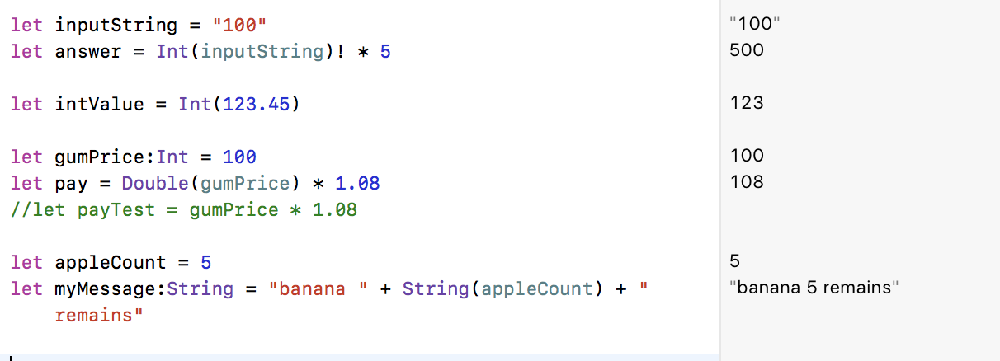 let inputString = "100"
"100"
let answer = Int(inputString)! * 5
500
let intValue = Int(123.45)
123
let gumPrice:Int = 100
100
let pay = Double(gumPrice) * 1.08
108
//let payTest = gumPrice * 1.08
let appleCount = 5
5
let myMessage:String = "banana " + String(appleCount) + "
"banana 5 remains"
remains"